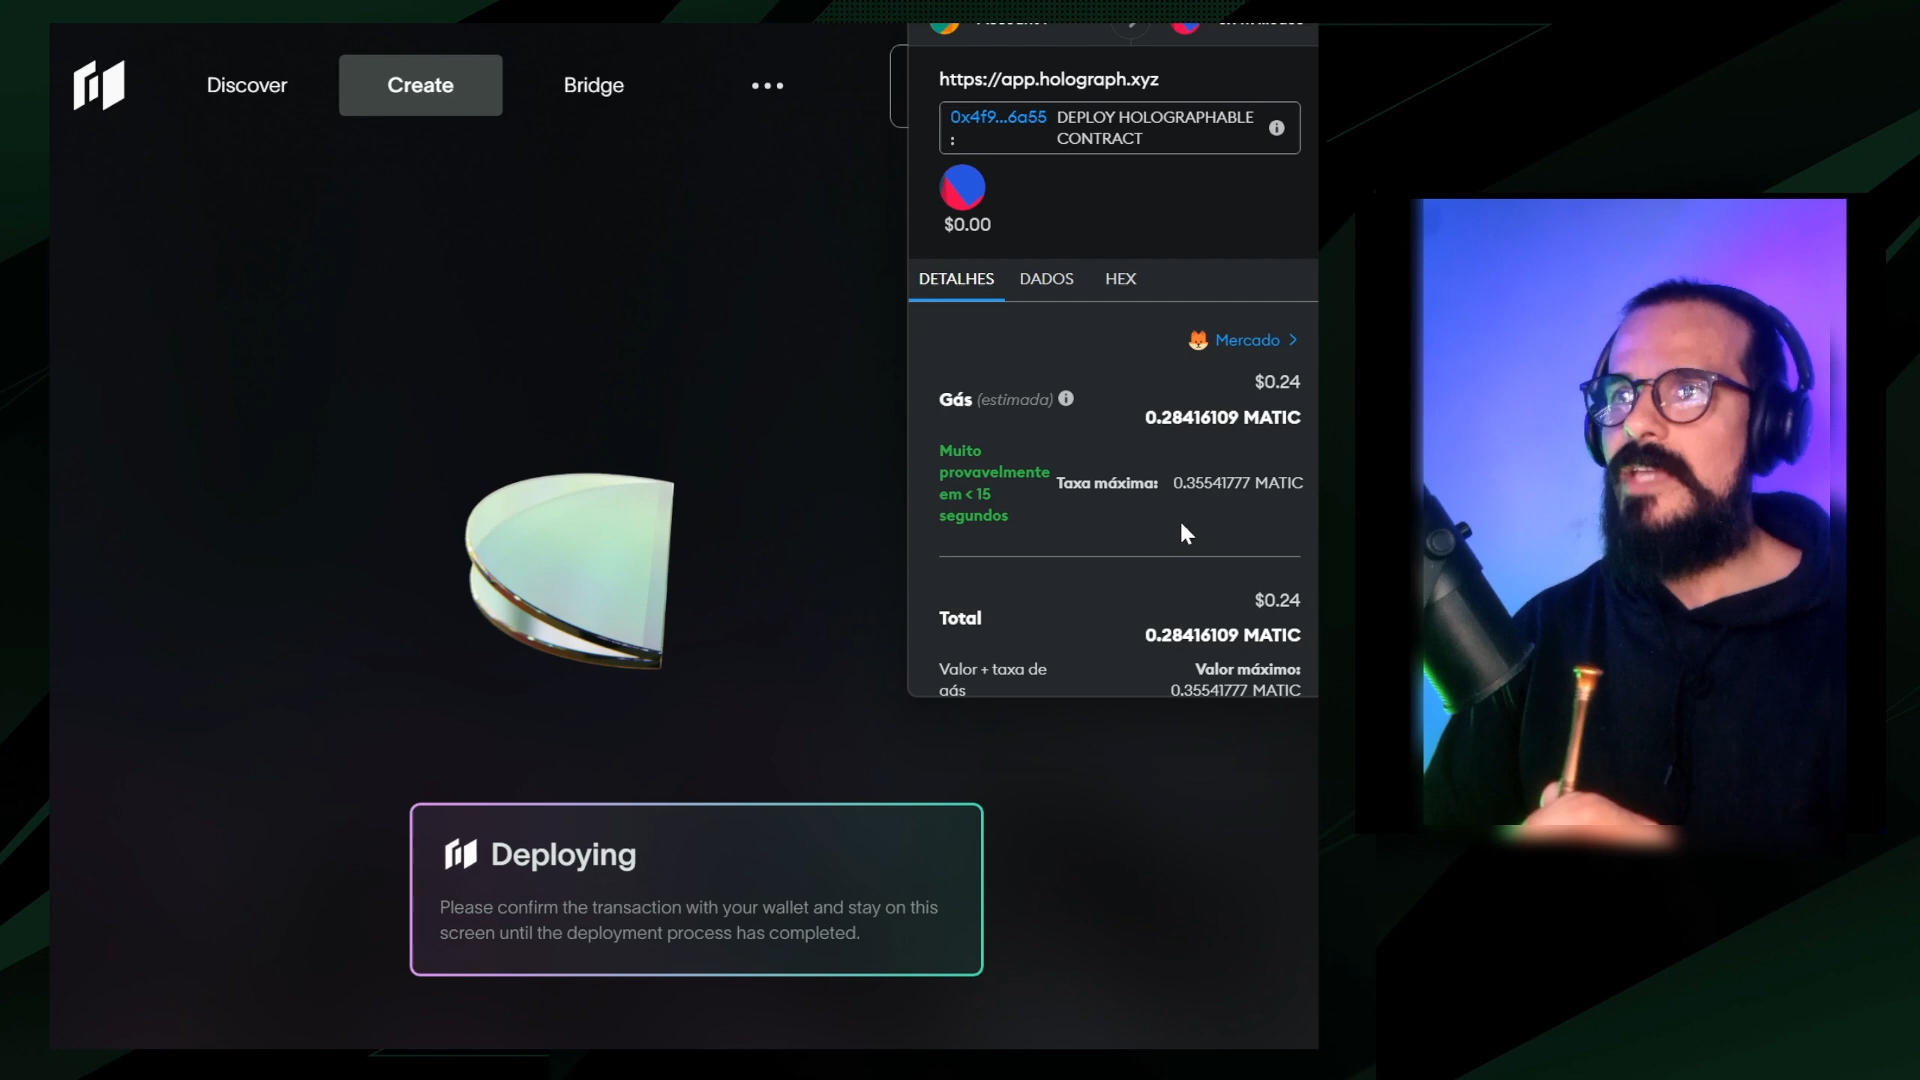 Discover
Create
Bridge
https://app.holograph.xyz
0x4f9...6a55
:
DEPLOY HOLOGRAPHABLE
CONTRACT
$0.00
DETALHES
DADOS
HEX
Mercado
$0.24
Gás (estimada)
0.28416109 MATIC
Muito
provavelmente
em < 15
segundos
Taxa máxima: 0.35541777 MATIC
$0.24
Total
0.28416109 MATIC
Valor + taxa de
gás
Valor máximo:
0.35541777 MATIC
Deploying
Please confirm the transaction with your wallet and stay on this
screen until the deployment process has completed.